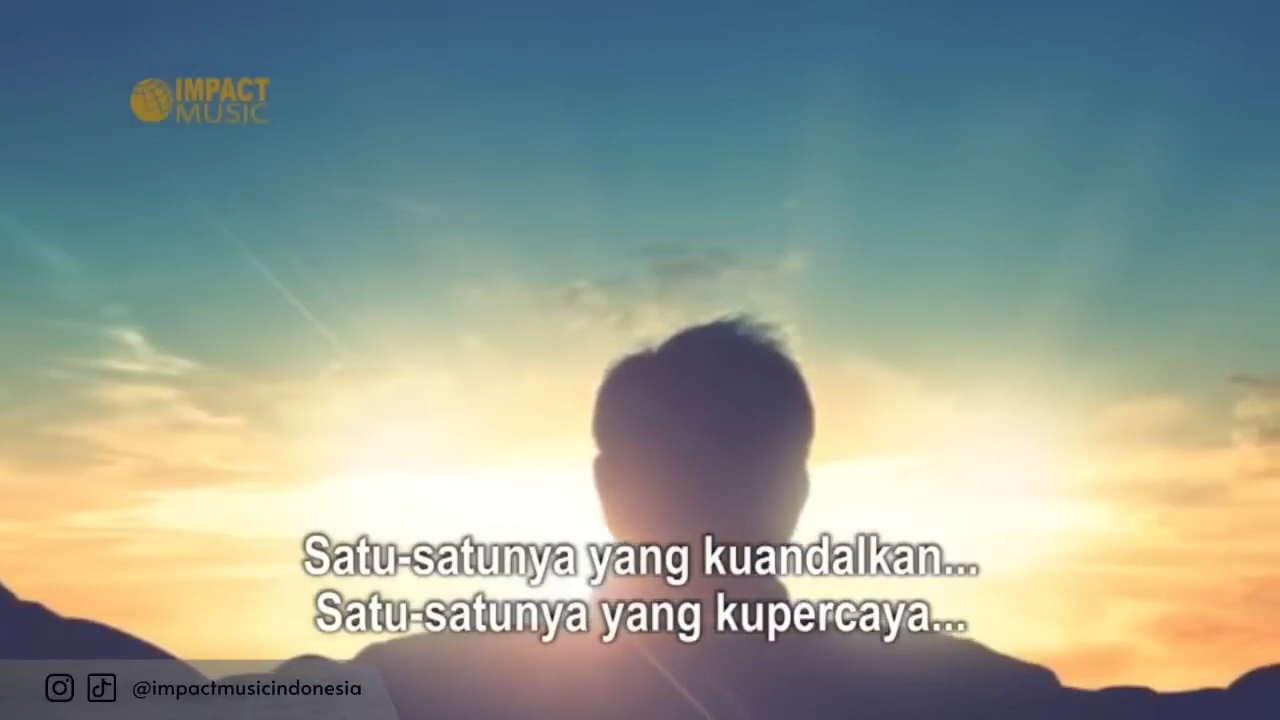 IMPACT
MUSIC
Satu-satunya yang kuandalkan...
Satu-satunya yang kupercaya...
@impactmusicindonesia